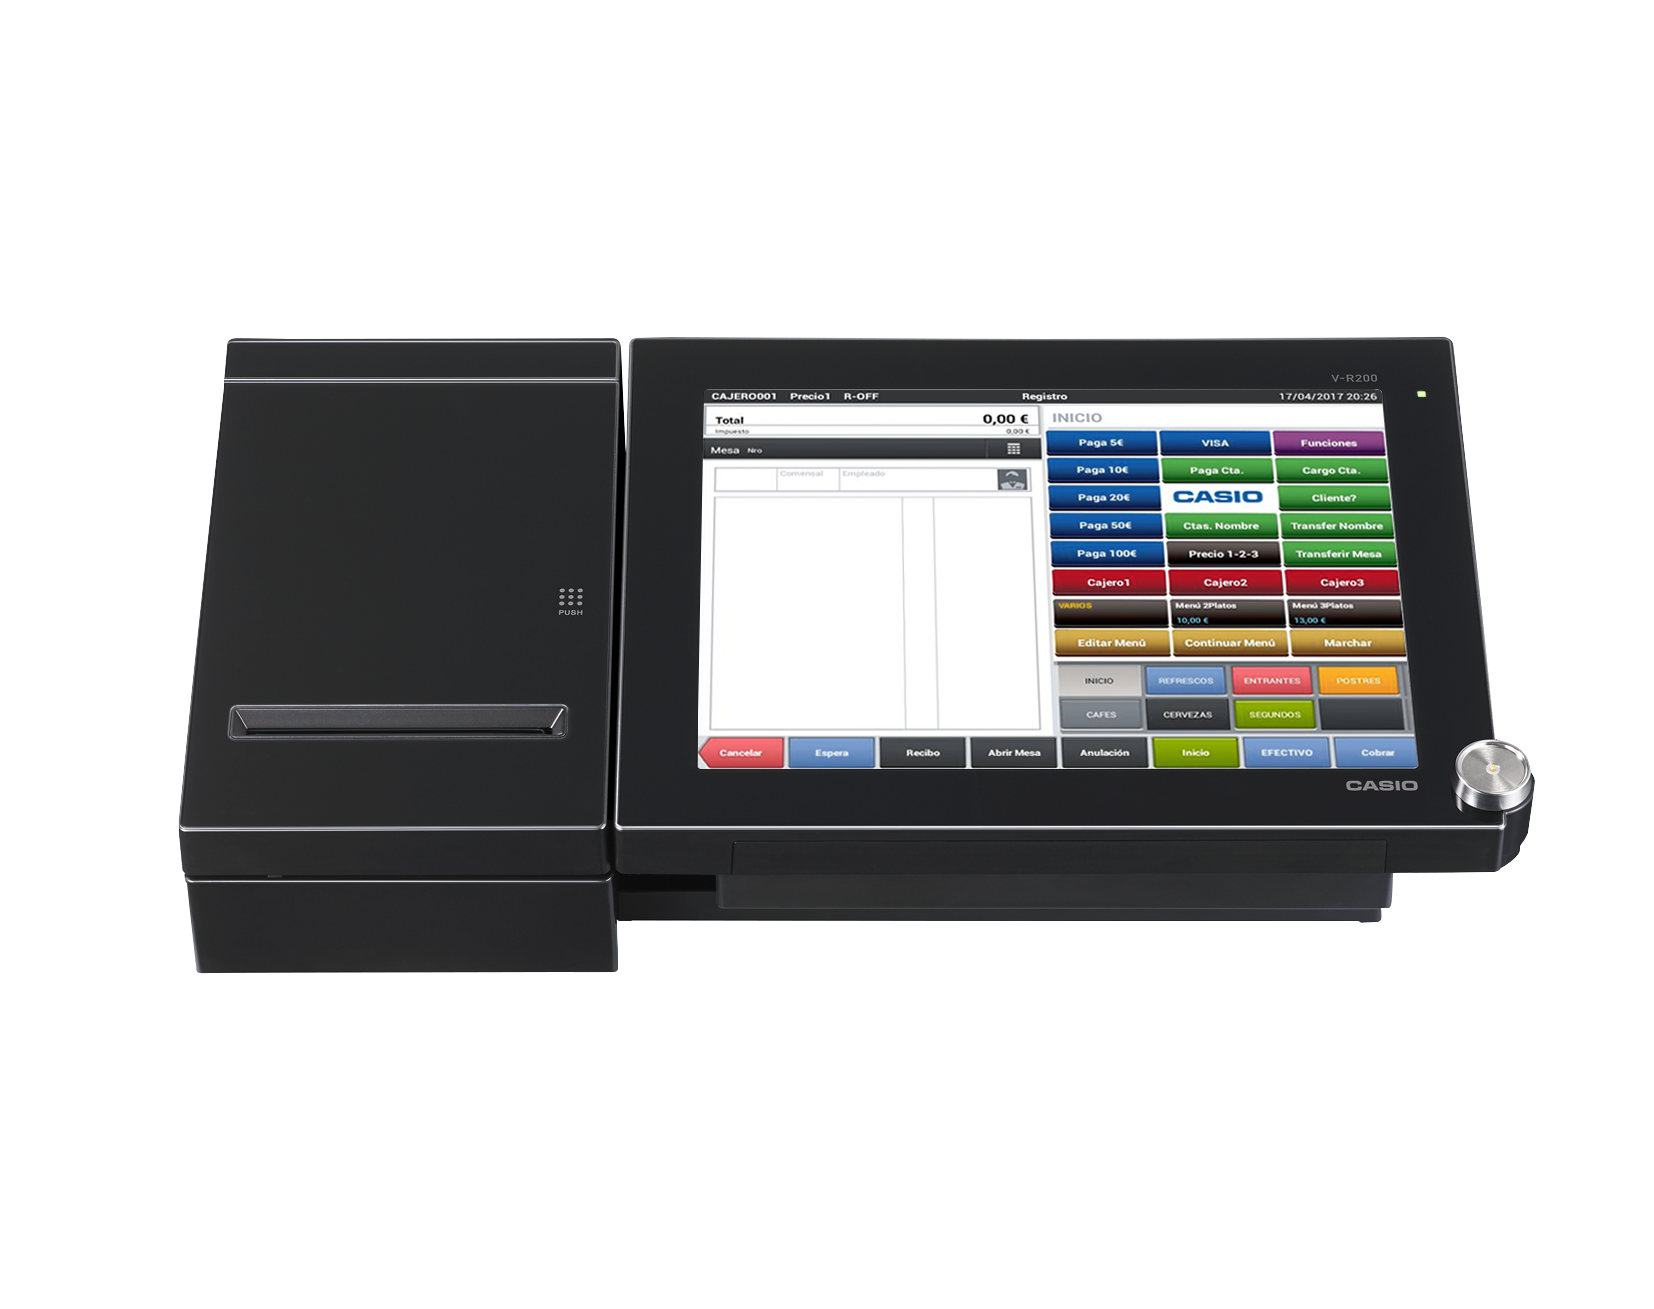 V-R200
CAJERO001 Precio1 R-OFF Registro 17/04/2017 20:26
Total 0,00 €
Impuesto 0,00 €
Mesa Nro
Comensal Empleado
INICIO
Paga 5€ VISA Funciones
Paga 10€ Paga Cta. Cargo Cta.
Paga 20€ CASIO Cliente?
Paga 50€ Ctas. Nombre Transfer Nombre
Paga 100€ Precio 1-2-3 Transferir Mesa
Cajero1 Cajero2 Cajero3
VARIOS Menú 2Platos Menú 3Platos
10,00 € 13,00 €
Editar Menú Continuar Menú Marchar
INICIO REFRESCOS ENTRANTES POSTRES
CAFES CERVEZAS SEGUNDOS
Cancelar Espera Recibo Abrir Mesa Anulación Inicio EFECTIVO Cobrar
CASIO
PUSH